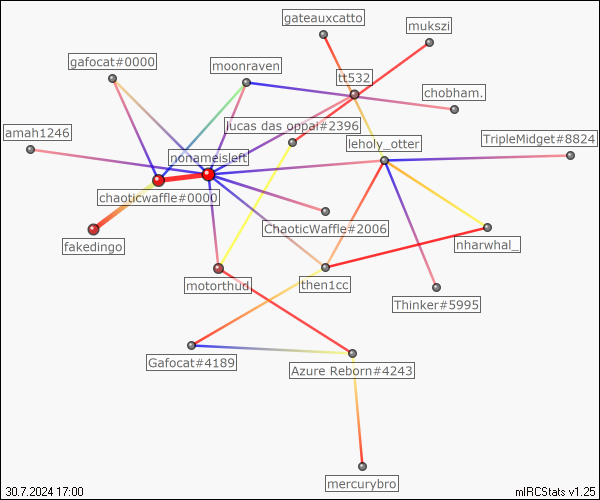 gateauxcatto
mukszi
gafocat#0000
moonraven
tt532
chobham.
amah1246
lucas das oppai#2396
leholy_otter
TripleMidget#8824
nonameisleft
chaoticwaffle#0000
fakedingo
ChaoticWaffle#2006
nharwhal_
motorthud
then1cc
Thinker#5995
Gafocat#4189
Azure Reborn#4243
mercurybro
30.7.2024 17:00
mIRCStats v1.25